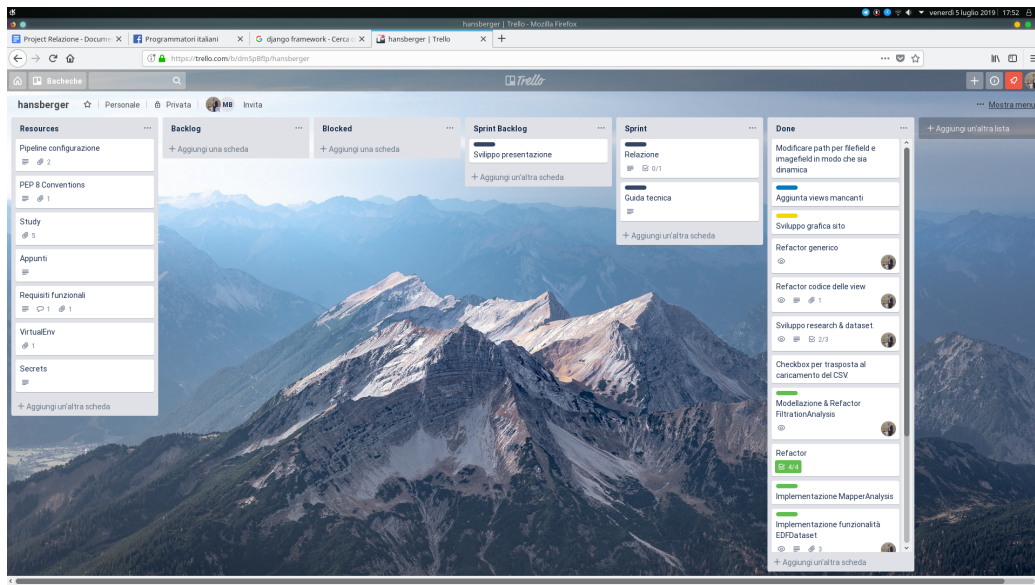 venerdì 5 luglio 2019 17:52
hansberger | Trello - Mozilla Firefox
Project Relazione - Docume
Programmatori italiani
django framework - Cerca c
hansberger | Trello
https://trello.com/b/dmSpBflp/hansberger
Bacheche
Trello
hansberger
Personale
Privata
MB
Invita
Mostra menu
Resources
Pipeline configurazione
2
PEP 8 Conventions
1
Study
5
Appunti
Requisiti funzionali
1 1
VirtualEnv
1
Secrets
+ Aggiungi un'altra scheda
Backlog
+ Aggiungi una scheda
Blocked
+ Aggiungi una scheda
Sprint Backlog
Sviluppo presentazione
+ Aggiungi un'altra scheda
Sprint
Relazione
0/1
Guida tecnica
+ Aggiungi un'altra scheda
Done
Modificare path per filefield e
imagefield in modo che sia
dinamica
Aggiunta views mancanti
Sviluppo grafica sito
Refactor generico
Refactor codice delle view
1
Sviluppo research & dataset.
2/3
Checkbox per trasposta al
caricamento del CSV.
Modellazione & Refactor
FiltrationAnalysis
Refactor
4/4
Implementazione MapperAnalysis
Implementazione funzionalità
EDFDataset
3
+ Aggiungi un'altra scheda
+ Aggiungi un'altra lista